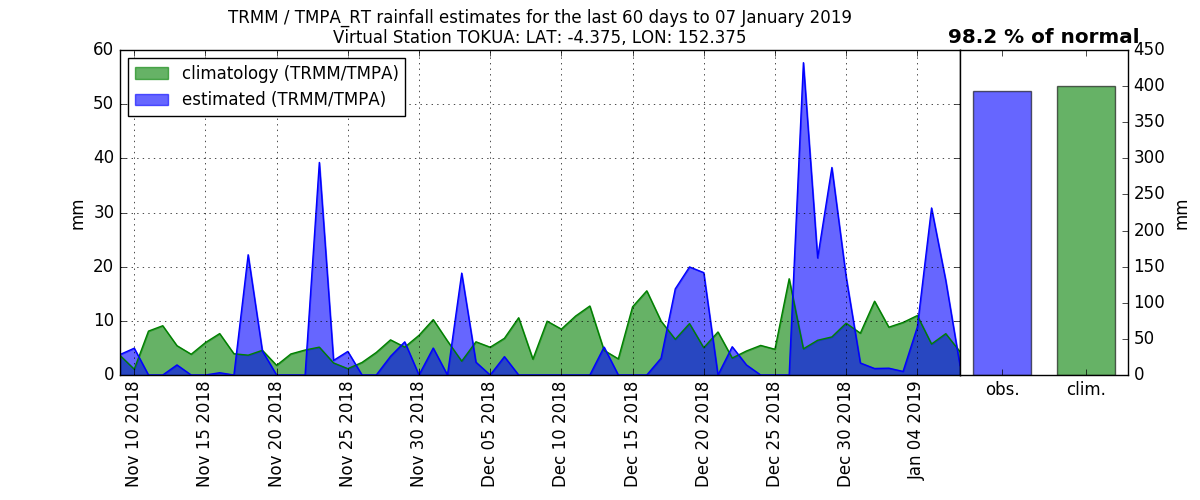 TRMM / TMPA_RT rainfall estimates for the last 60 days to 07 January 2019
Virtual Station TOKUA: LAT: -4.375, LON: 152.375
98.2 % of normal
climatology (TRMM/TMPA)
estimated (TRMM/TMPA)
60
50
40
30
20
10
0
mm
Nov 10 2018
Nov 15 2018
Nov 20 2018
Nov 25 2018
Nov 30 2018
Dec 05 2018
Dec 10 2018
Dec 15 2018
Dec 20 2018
Dec 25 2018
Dec 30 2018
Jan 04 2019
450
400
350
300
250
200
150
100
50
0
mm
obs.
clim.